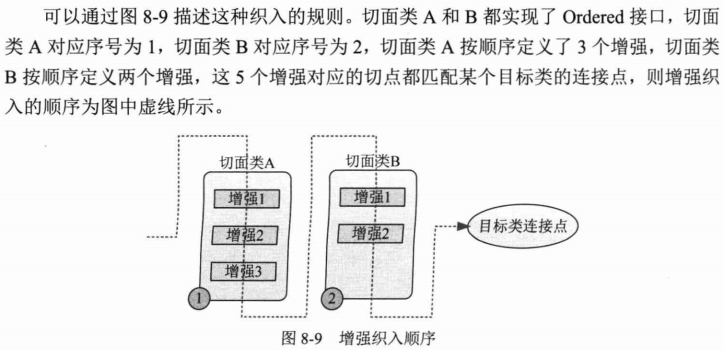 可以通过图 8-9 描述这种织入的规则。切面类 A 和 B 都实现了 Ordered 接口，切面
类 A 对应序号为 1，切面类 B 对应序号为 2，切面类 A 按顺序定义了 3 个增强，切面类
B 按顺序定义两个增强，这 5 个增强对应的切点都匹配某个目标类的连接点，则增强织
入的顺序为图中虚线所示。
切面类A
切面类B
增强1
增强1
增强2
增强2
目标类连接点
增强3
1
2
图 8-9 增强织入顺序